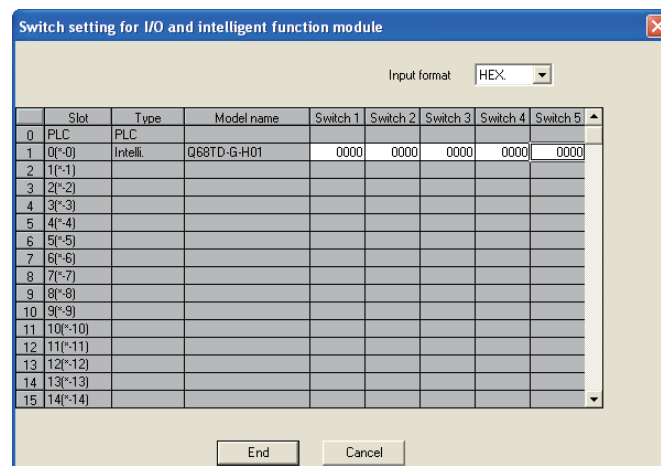 Switch setting for I/O and intelligent function module
Input format HEX.
Slot Type Model name Switch 1 Switch 2 Switch 3 Switch 4 Switch 5
0 PLC PLC
1 0(*-0) Intelli. Q68TD-G-H01 0000 0000 0000 0000 0000
2 1(*-1)
3 2(*-2)
4 3(*-3)
5 4(*-4)
6 5(*-5)
7 6(*-6)
8 7(*-7)
9 8(*-8)
10 9(*-9)
11 10(*-10)
12 11(*-11)
13 12(*-12)
14 13(*-13)
15 14(*-14)
End Cancel